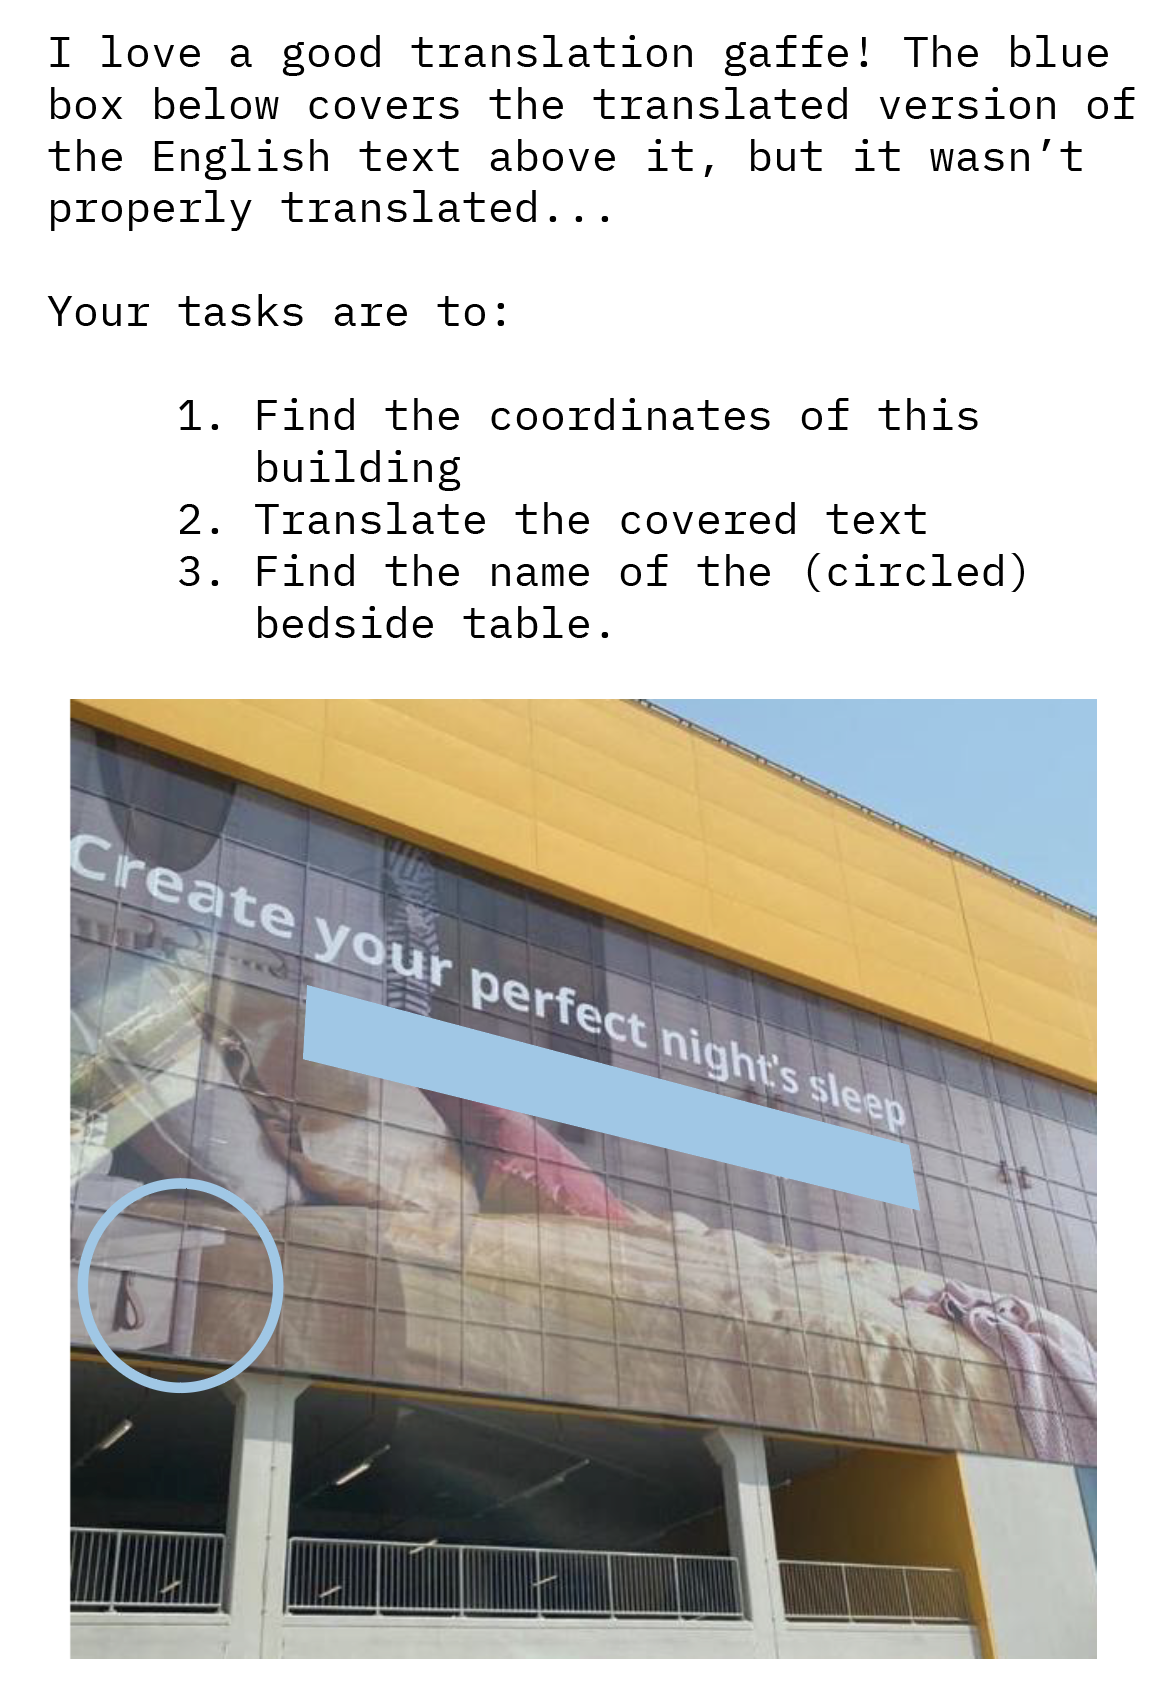 I love a good translation gaffe! The blue
box below covers the translated version of
the English text above it, but it wasn’t
properly translated...
Your tasks are to:
1. Find the coordinates of this
building
2. Translate the covered text
3. Find the name of the (circled)
bedside table.
Create your perfect night's sleep